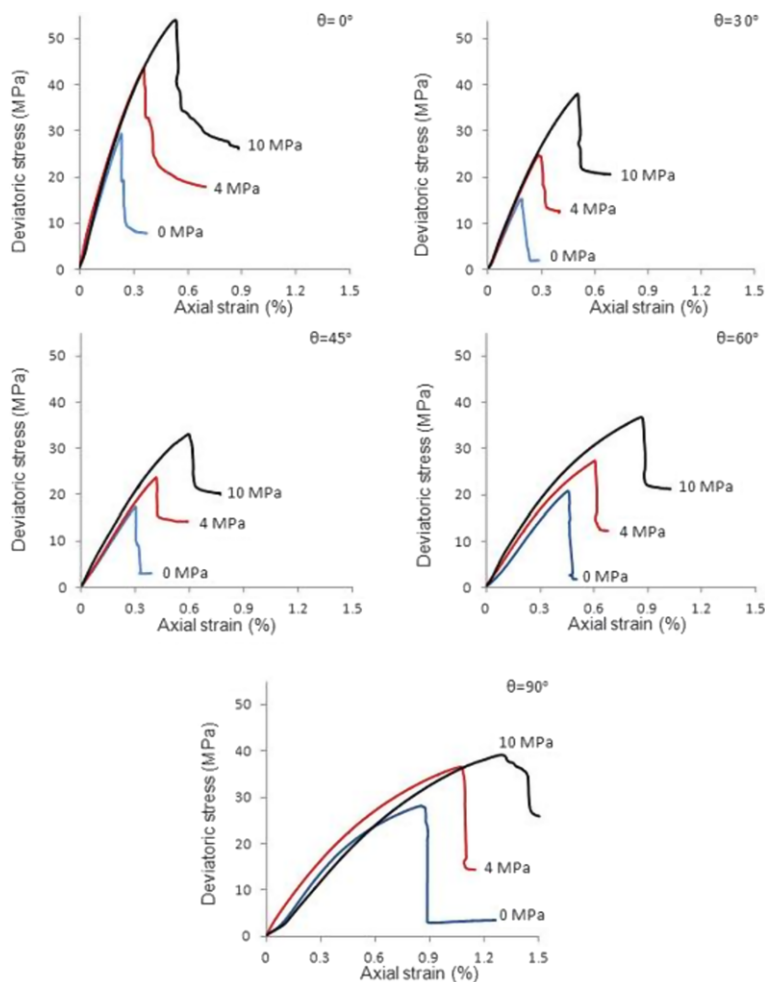 θ= 0°
Deviatoric stress (MPa)
50
40
30
20
10
0
10 MPa
4 MPa
0 MPa
0 0.3 0.6 0.9 1.2 1.5
Axial strain (%)
θ=30°
Deviatoric stress (MPa)
50
40
30
20
10
0
10 MPa
4 MPa
0 MPa
0 0.3 0.6 0.9 1.2 1.5
Axial strain (%)
θ=45°
Deviatoric stress (MPa)
50
40
30
20
10
0
10 MPa
4 MPa
0 MPa
0 0.3 0.6 0.9 1.2 1.5
Axial strain (%)
θ=60°
Deviatoric stress (MPa)
50
40
30
20
10
0
10 MPa
4 MPa
0 MPa
0 0.3 0.6 0.9 1.2 1.5
Axial strain (%)
θ=90°
Deviatoric stress (MPa)
50
40
30
20
10
0
10 MPa
4 MPa
0 MPa
0 0.3 0.6 0.9 1.2 1.5
Axial strain (%)